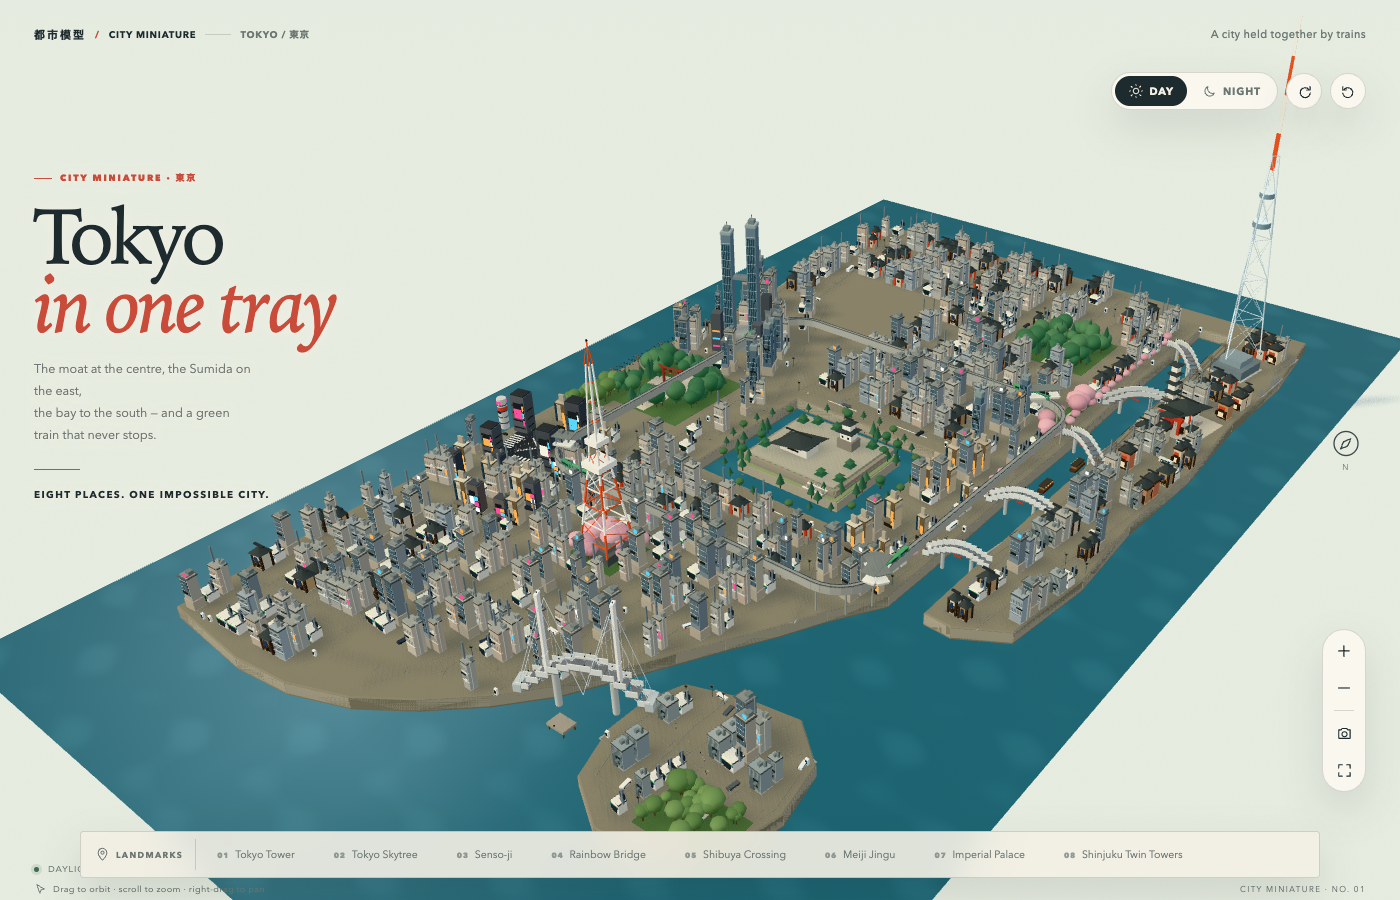 都市模型 / CITY MINIATURE TOKYO / 東京
A city held together by trains
DAY
NIGHT
CITY MINIATURE · 東京
Tokyo
in one tray
The moat at the centre, the Sumida on
the east,
the bay to the south – and a green
train that never stops.
EIGHT PLACES. ONE IMPOSSIBLE CITY.
N
LANDMARKS
01 Tokyo Tower
02 Tokyo Skytree
03 Senso-ji
04 Rainbow Bridge
05 Shibuya Crossing
06 Meiji Jingu
07 Imperial Palace
08 Shinjuku Twin Towers
Drag to orbit · scroll to zoom · right-drag to pan
CITY MINIATURE · NO. 01